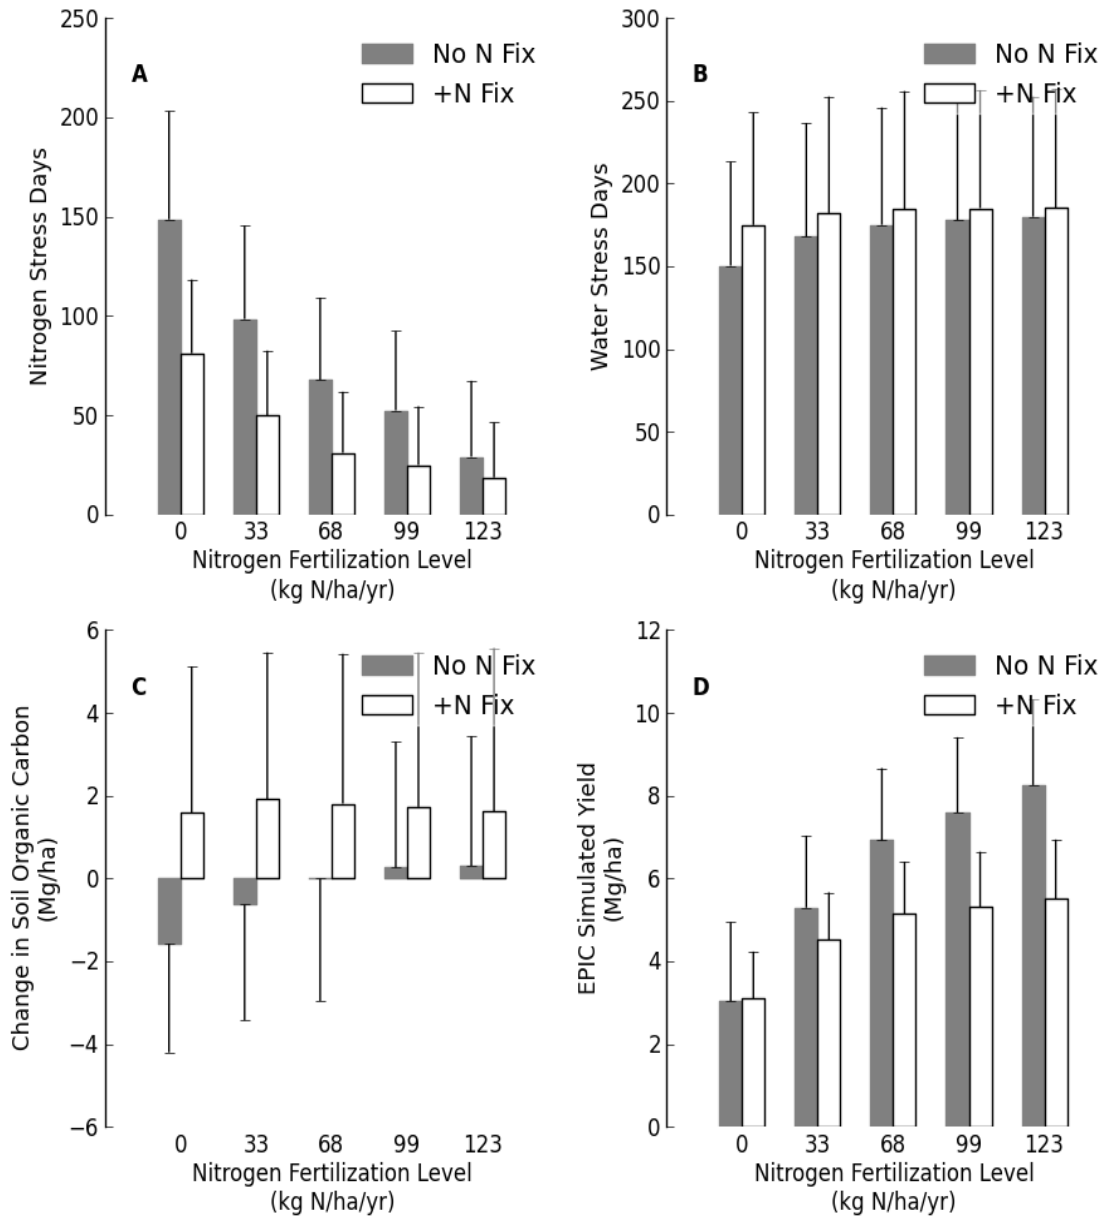 A
No N Fix
+N Fix
250
200
150
100
50
0
Nitrogen Stress Days
0 33 68 99 123
Nitrogen Fertilization Level
(kg N/ha/yr)
B
No N Fix
+N Fix
300
250
200
150
100
50
0
Water Stress Days
0 33 68 99 123
Nitrogen Fertilization Level
(kg N/ha/yr)
C
No N Fix
+N Fix
6
4
2
0
−2
−4
−6
Change in Soil Organic Carbon
(Mg/ha)
0 33 68 99 123
Nitrogen Fertilization Level
(kg N/ha/yr)
D
No N Fix
+N Fix
12
10
8
6
4
2
0
EPIC Simulated Yield
(Mg/ha)
0 33 68 99 123
Nitrogen Fertilization Level
(kg N/ha/yr)